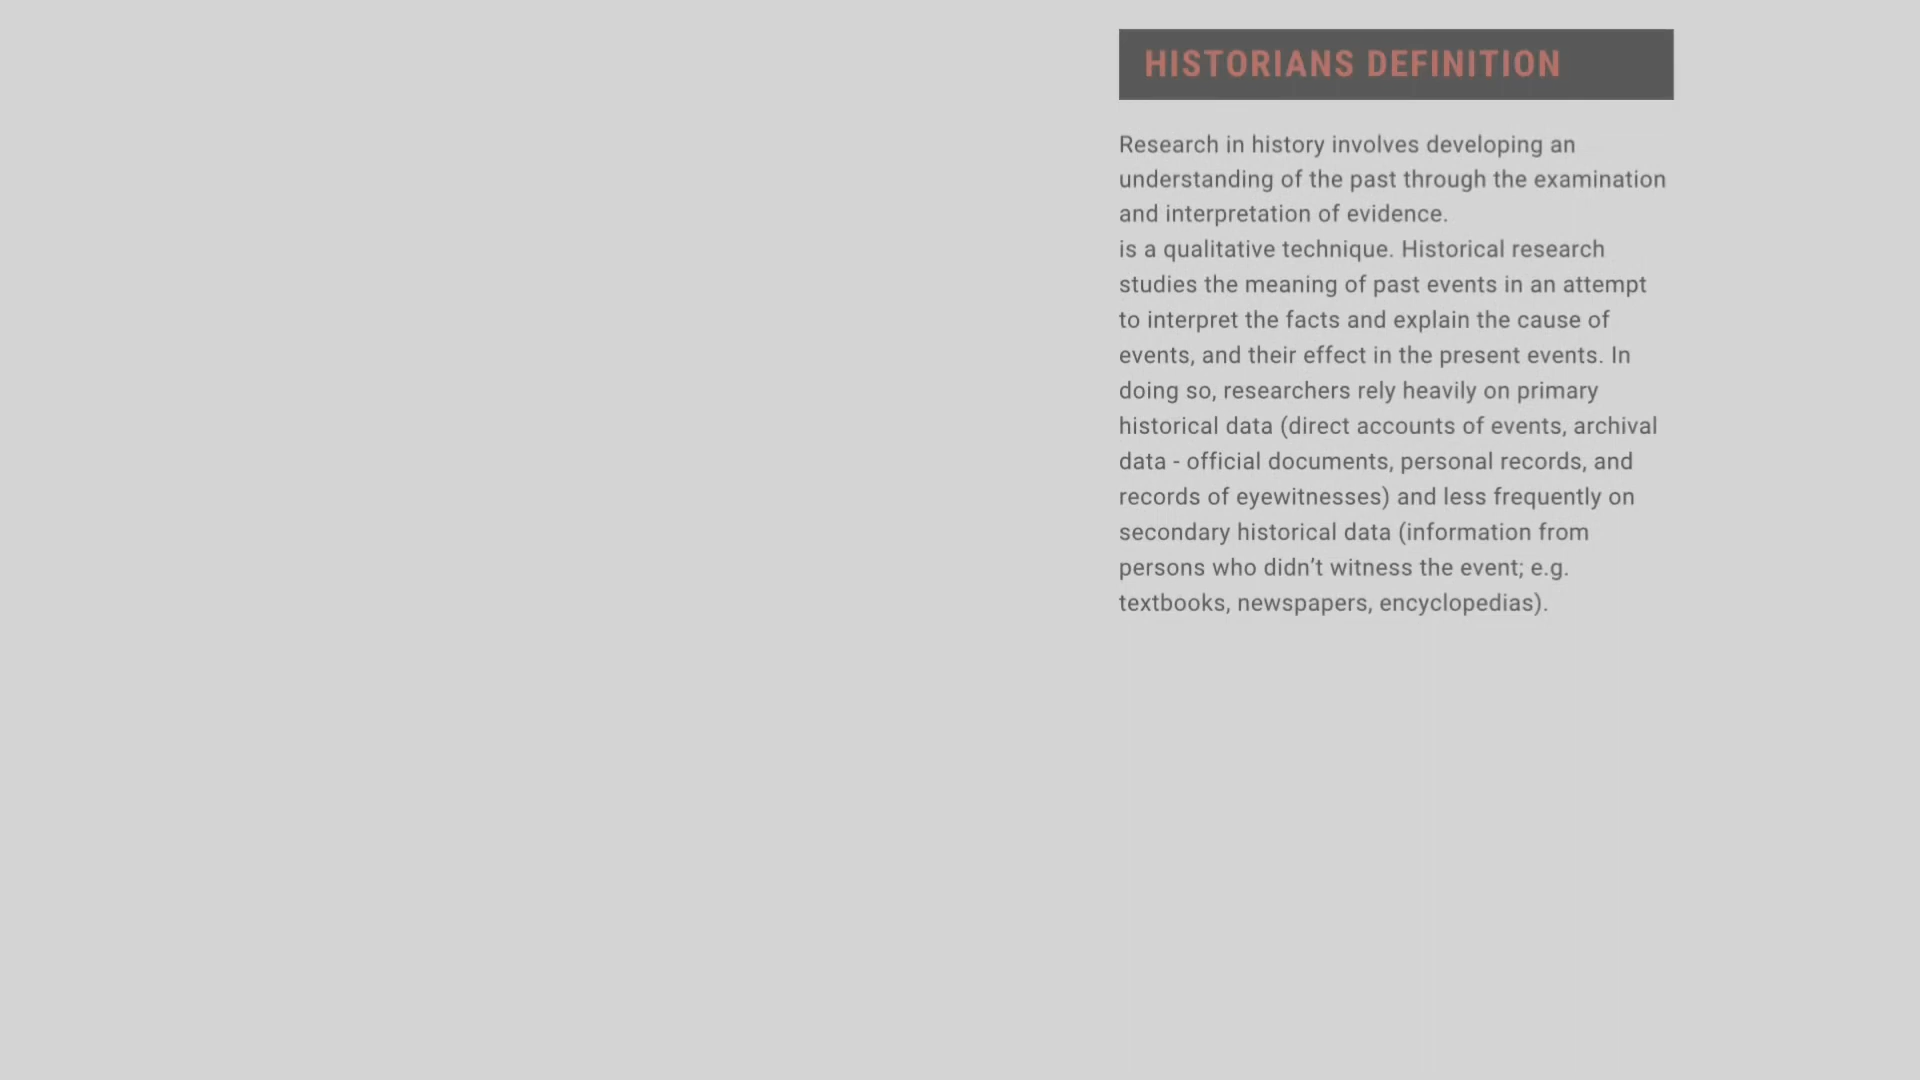 HISTORIANS DEFINITION
Research in history involves developing an
understanding of the past through the examination
and interpretation of evidence.
is a qualitative technique. Historical research
studies the meaning of past events in an attempt
to interpret the facts and explain the cause of
events, and their effect in the present events. In
doing so, researchers rely heavily on primary
historical data (direct accounts of events, archival
data - official documents, personal records, and
records of eyewitnesses) and less frequently on
secondary historical data (information from
persons who didn’t witness the event; e.g.
textbooks, newspapers, encyclopedias).